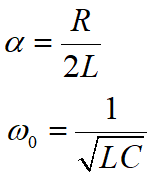 α = R / 2L
ω₀ = 1 / √LC